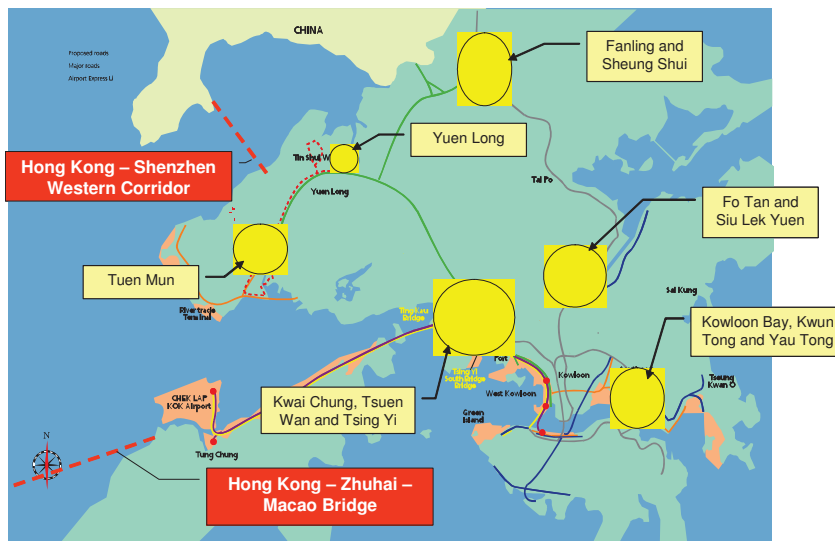 CHINA
Proposed roads
Major roads
Airport Express Li
Fanling and
Sheung Shui
Yuen Long
Tin Shui W
Hong Kong – Shenzhen
Western Corridor
Yuen Long
Tai Po
Fo Tan and
Siu Lek Yuen
Tuen Mun
Sai Kung
River trade
Terminal
Ting Kau
Bridge
Kowloon Bay, Kwun
Tong and Yau Tong
Tsing Yi
South Bridge
Bridge
Port
Kowloon
Tseung
Kwan O
CHEK LAP
KOK Airport
Kwai Chung, Tsuen
Wan and Tsing Yi
West Kowloon
Green
Island
N
Tung Chung
Hong Kong – Zhuhai –
Macao Bridge